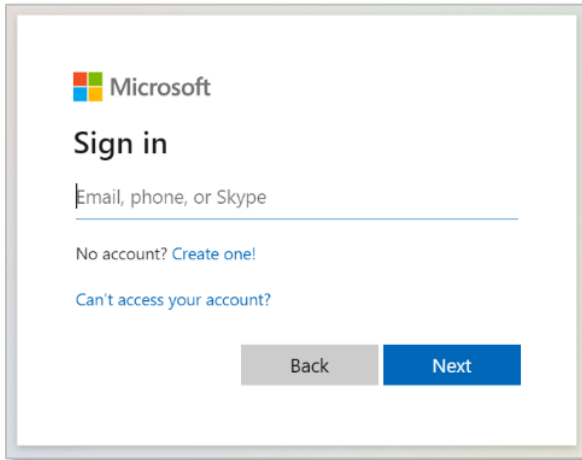 Microsoft
Sign in
Email, phone, or Skype
No account? Create one!
Can't access your account?
Back Next